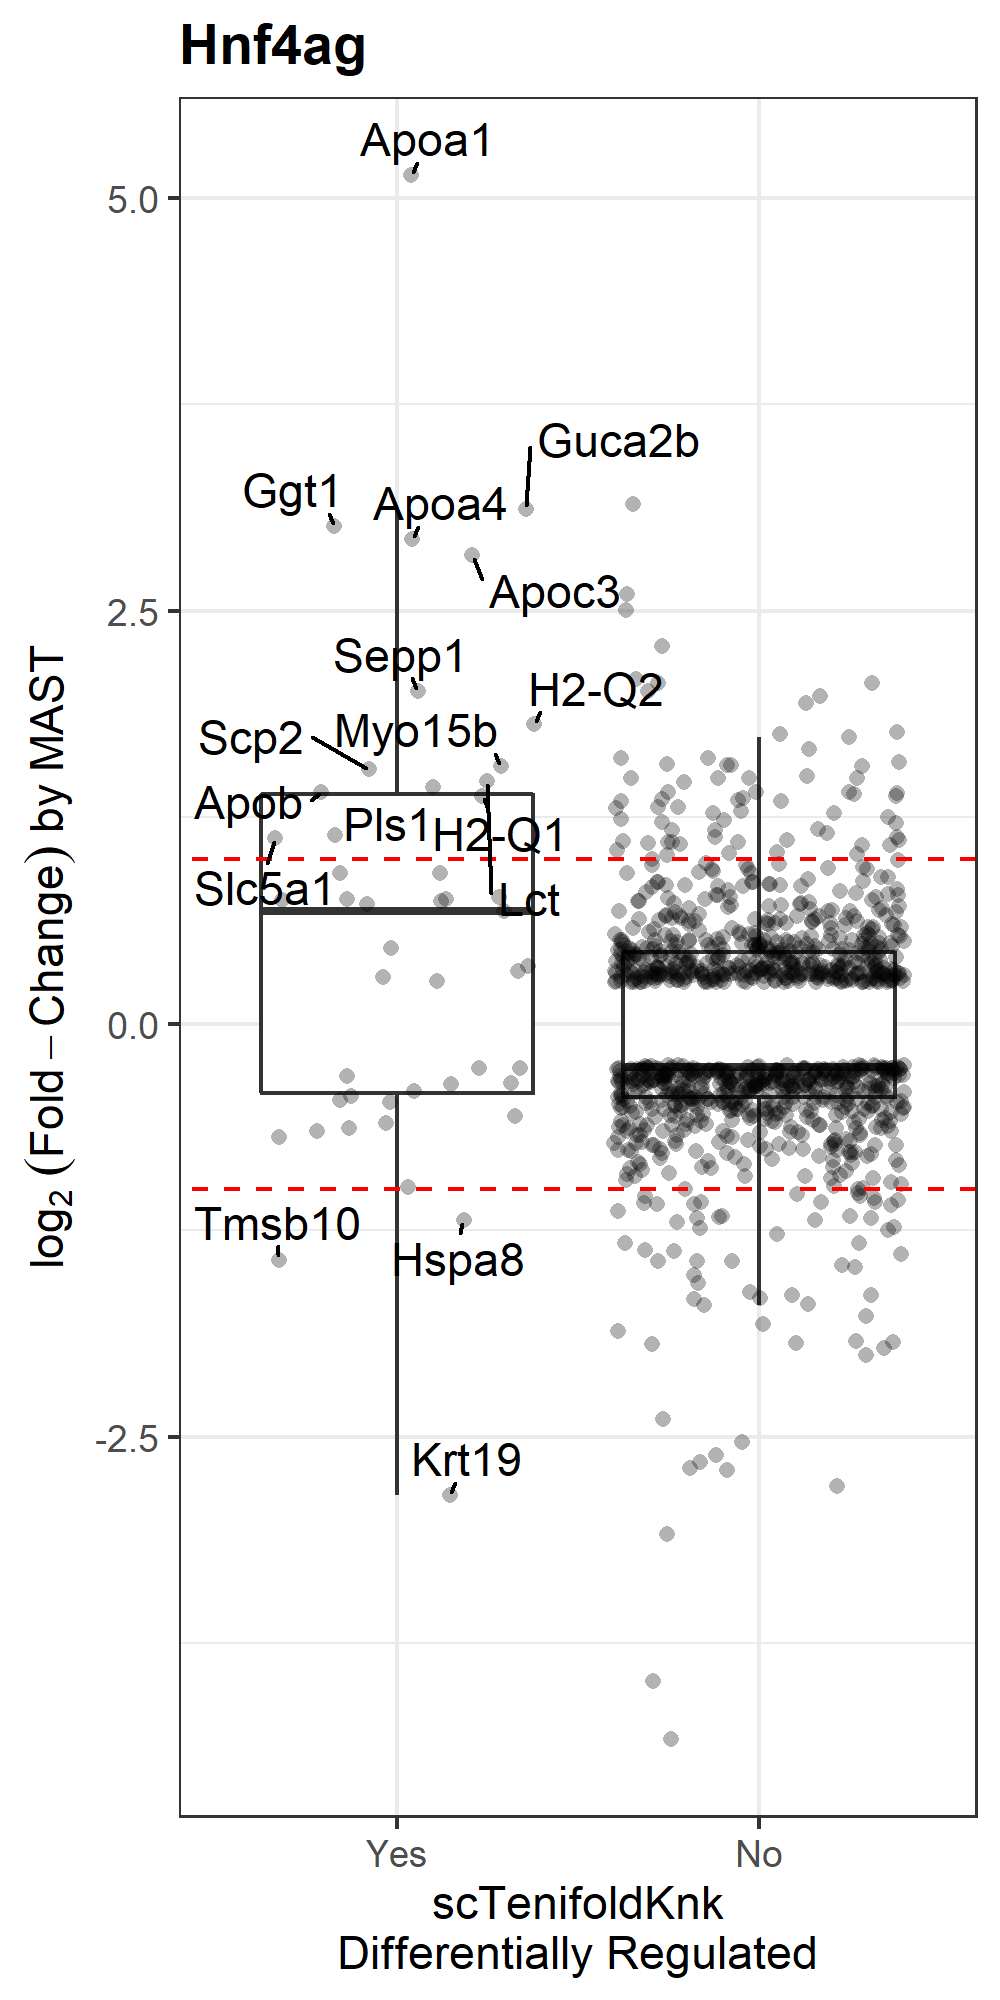 Hnf4ag
Apoa1
5.0
Guca2b
Ggt1
Apoa4
Apoc3
2.5
Sepp1
H2-Q2
Scp2
Myo15b
Apob
Pls1
H2-Q1
Slc5a1
Lct
log2 (Fold−Change) by MAST
0.0
Tmsb10
Hspa8
-2.5
Krt19
Yes
No
scTenifoldKnk
Differentially Regulated